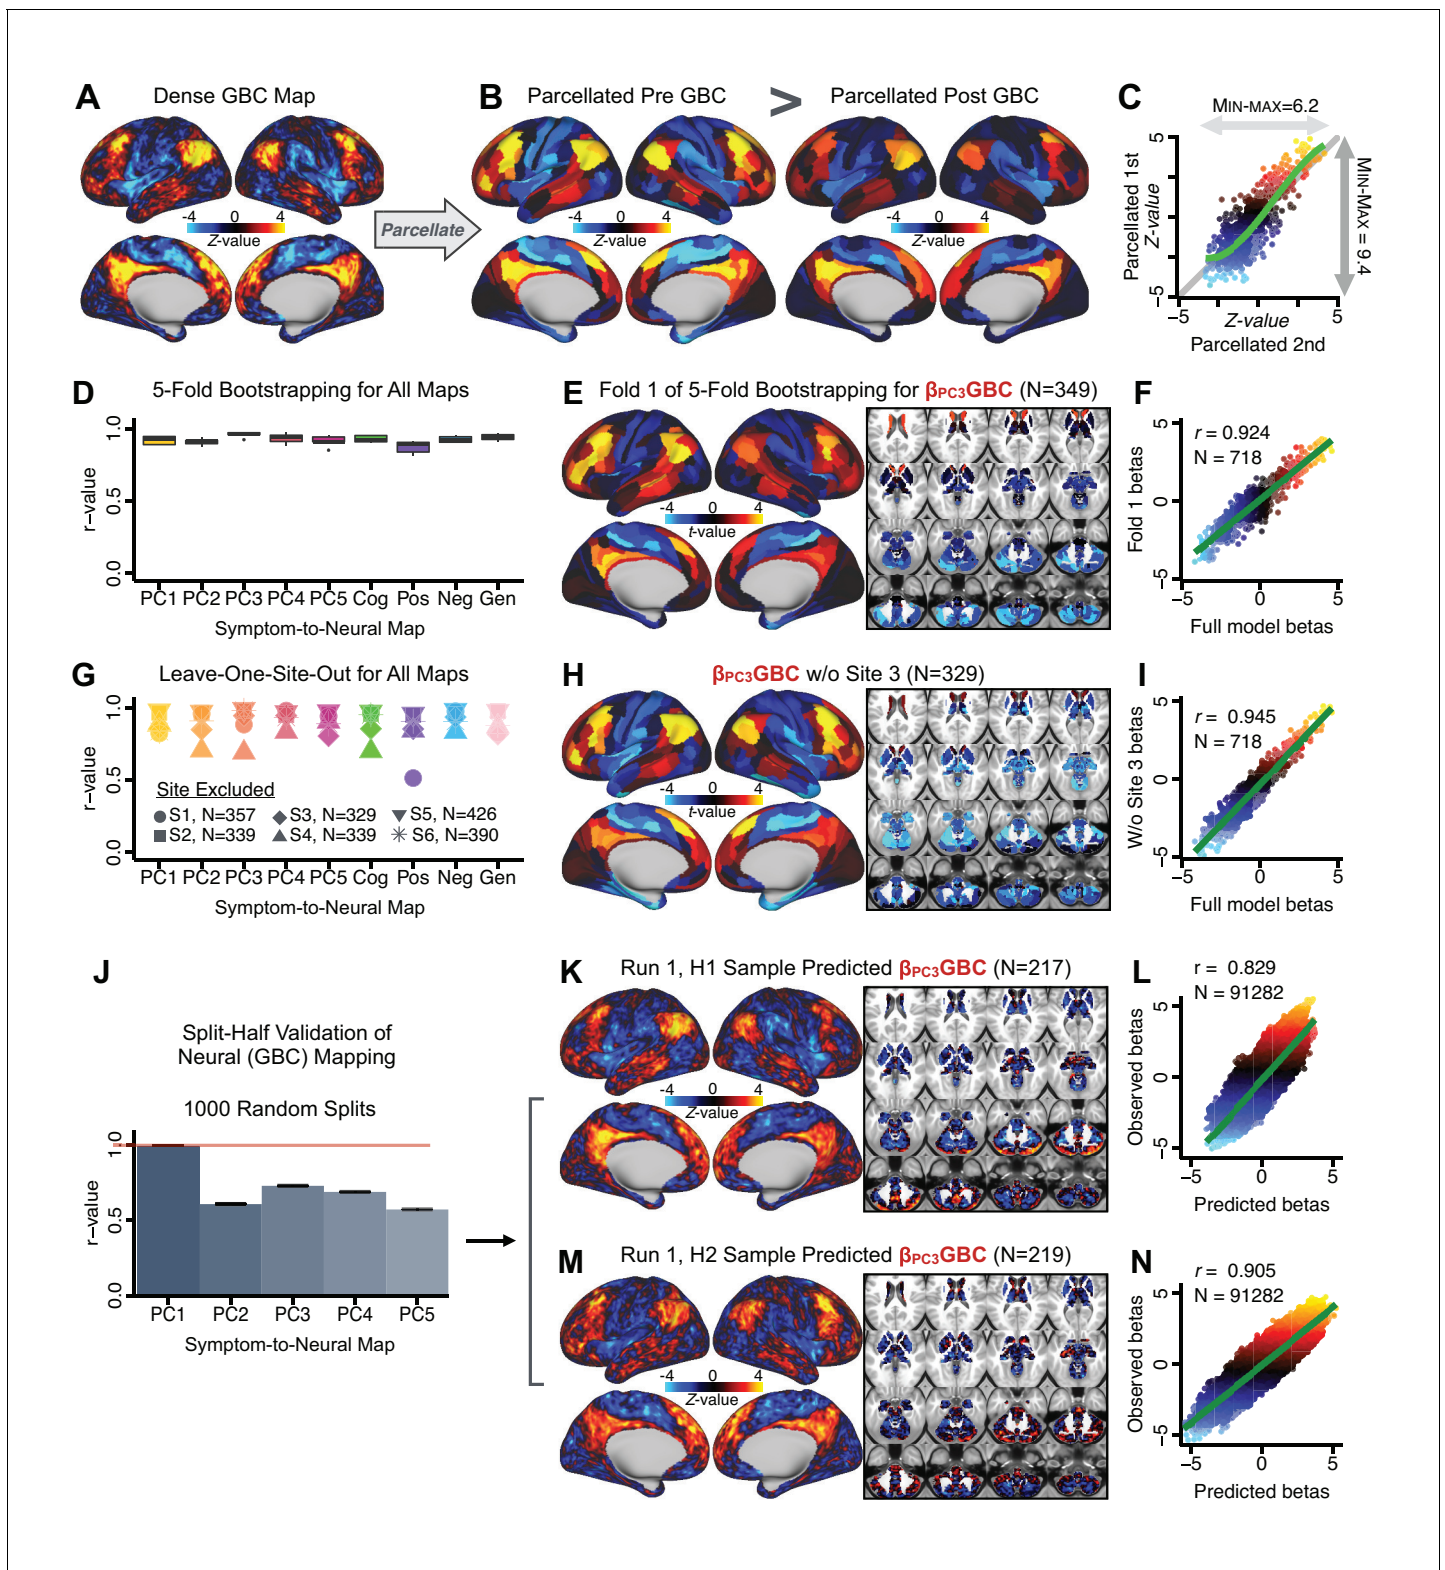 A
Dense GBC Map
-4 0 4
Z-value
Parcellate
B
Parcellated Pre GBC
>
Parcellated Post GBC
-4 0 4
Z-value
-4 0 4
Z-value
C
MIN-MAX=6.2
MIN-MAX = 9.4
Parcellated 1st
Z-value
5
-5
-5 5
Z-value
Parcellated 2nd
D
5-Fold Bootstrapping for All Maps
r-value
1.0
0.5
0.0
PC1 PC2 PC3 PC4 PC5 Cog Pos Neg Gen
Symptom-to-Neural Map
E
Fold 1 of 5-Fold Bootstrapping for βPC3GBC (N=349)
-4 0 4
t-value
F
r = 0.924
N = 718
Fold 1 betas
5
0
-5
-5 0 5
Full model betas
G
Leave-One-Site-Out for All Maps
r-value
1.0
0.5
0.0
Site Excluded
S1, N=357 S3, N=329 S5, N=426
S2, N=339 S4, N=339 S6, N=390
PC1 PC2 PC3 PC4 PC5 Cog Pos Neg Gen
Symptom-to-Neural Map
H
βPC3GBC w/o Site 3 (N=329)
-4 0 4
t-value
I
r = 0.945
N = 718
W/o Site 3 betas
5
0
-5
-5 0 5
Full model betas
J
Split-Half Validation of
Neural (GBC) Mapping
1000 Random Splits
r-value
1.0
0.5
0.0
PC1 PC2 PC3 PC4 PC5
Symptom-to-Neural Map
K
Run 1, H1 Sample Predicted βPC3GBC (N=217)
-4 0 4
Z-value
L
r = 0.829
N = 91282
Observed betas
5
0
-5
-5 0 5
Predicted betas
M
Run 1, H2 Sample Predicted βPC3GBC (N=219)
-4 0 4
Z-value
N
r = 0.905
N = 91282
Observed betas
5
0
-5
-5 0 5
Predicted betas